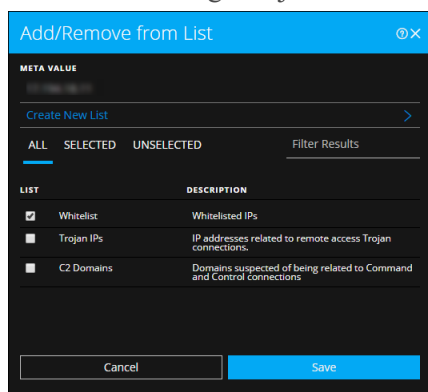 Add/Remove from List
META VALUE
Create New List
ALL SELECTED UNSELECTED Filter Results
LIST DESCRIPTION
Whitelist Whitelisted IPs
Trojan IPs IP addresses related to remote access Trojan
connections.
C2 Domains Domains suspected of being related to Command
and Control connections
Cancel Save